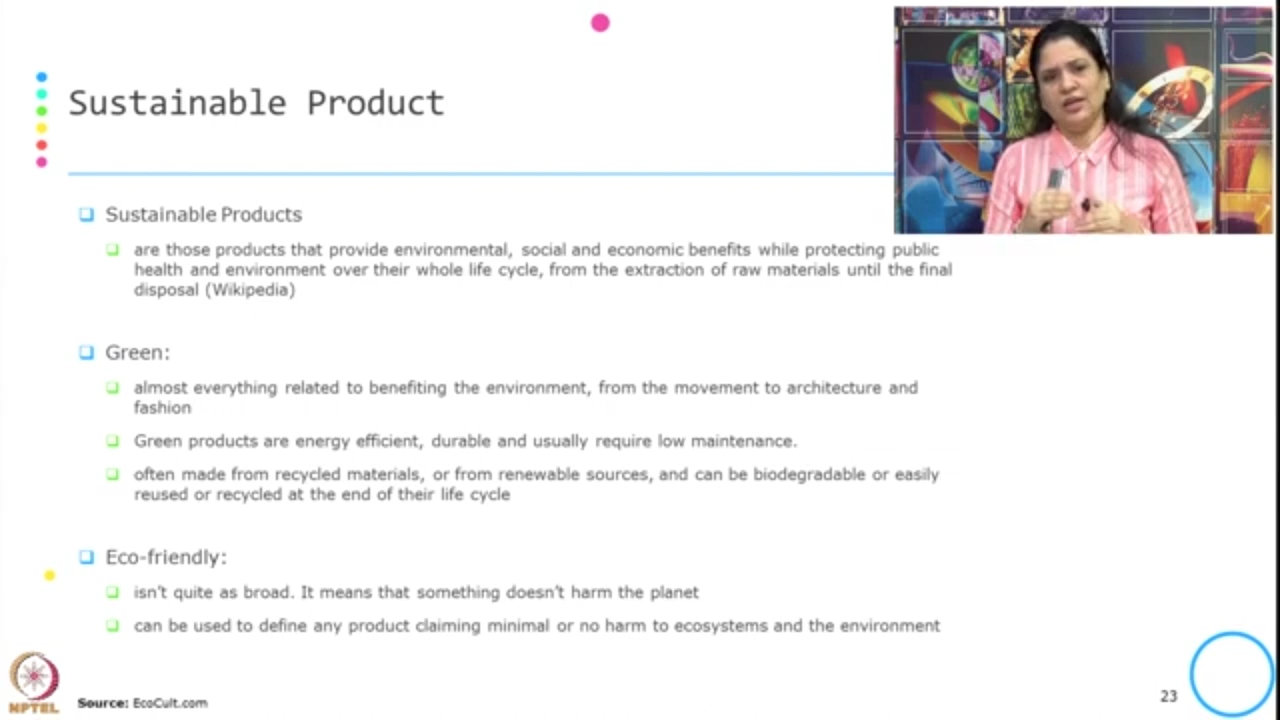 Sustainable Product
Sustainable Products
are those products that provide environmental, social and economic benefits while protecting public
health and environment over their whole life cycle, from the extraction of raw materials until the final
disposal (Wikipedia)
Green:
almost everything related to benefiting the environment, from the movement to architecture and
fashion
Green products are energy efficient, durable and usually require low maintenance.
often made from recycled materials, or from renewable sources, and can be biodegradable or easily
reused or recycled at the end of their life cycle
Eco-friendly:
isn't quite as broad. It means that something doesn't harm the planet
can be used to define any product claiming minimal or no harm to ecosystems and the environment
NPTEL
Source: EcoCult.com
23